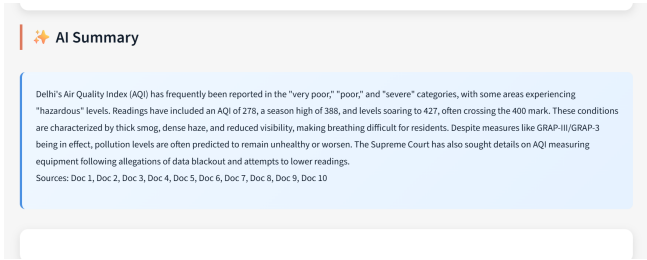 ✨ AI Summary
Delhi's Air Quality Index (AQI) has frequently been reported in the "very poor," "poor," and "severe" categories, with some areas experiencing
"hazardous" levels. Readings have included an AQI of 278, a season high of 388, and levels soaring to 427, often crossing the 400 mark. These conditions
are characterized by thick smog, dense haze, and reduced visibility, making breathing difficult for residents. Despite measures like GRAP-III/GRAP-3
being in effect, pollution levels are often predicted to remain unhealthy or worsen. The Supreme Court has also sought details on AQI measuring
equipment following allegations of data blackout and attempts to lower readings.
Sources: Doc 1, Doc 2, Doc 3, Doc 4, Doc 5, Doc 6, Doc 7, Doc 8, Doc 9, Doc 10